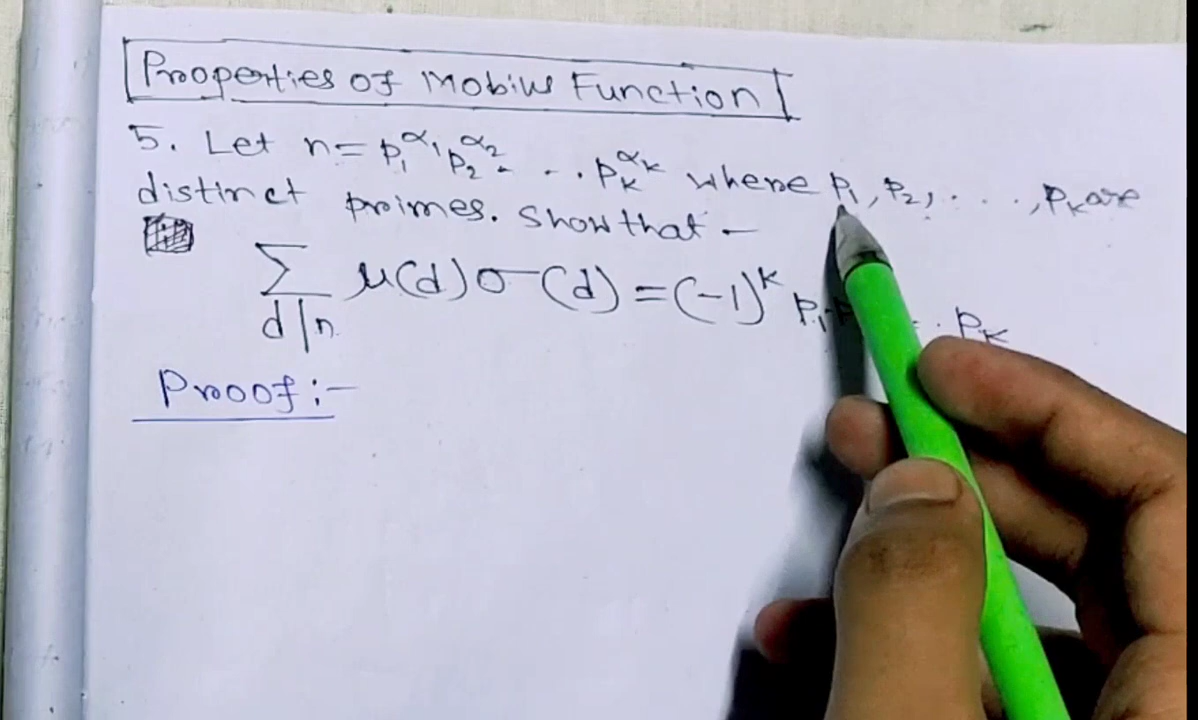 Properties of Mobius Function
5. Let n = p₁^α₁ p₂^α₂ . . . pₖ^αₖ where p₁, p₂, . . . ., pₖ are
distinct primes. Show that –
∑ μ(d) σ(d) = (-1)^k p₁. . . pₖ
d|n
Proof :-